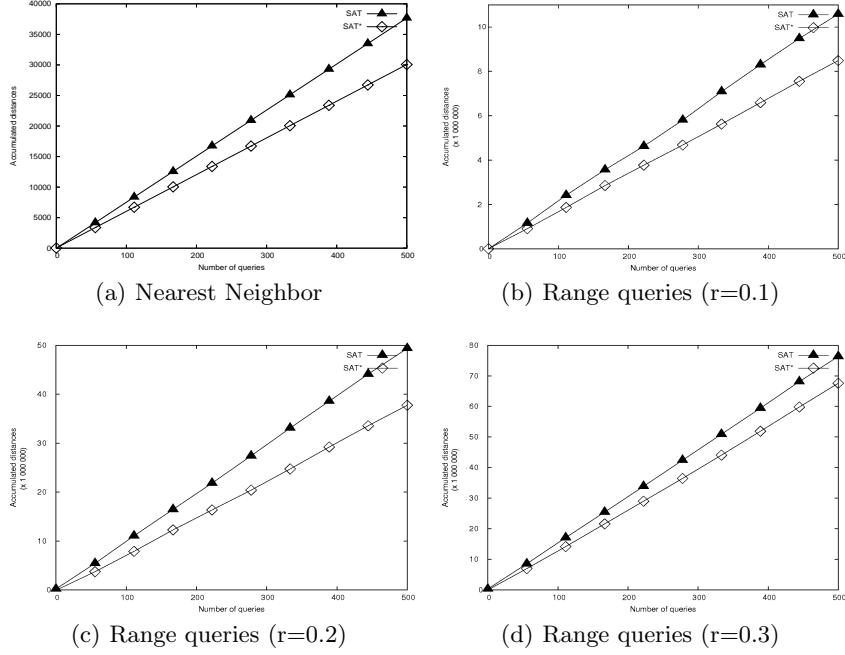 40000
35000
30000
25000
20000
15000
10000
5000
0
0 100 200 300 400 500
Accumulated distances
Number of queries
SAT
SAT*
(a) Nearest Neighbor
10
8
6
4
2
0
0 100 200 300 400 500
Accumulated distances
(x 1 000 000)
Number of queries
SAT
SAT*
(b) Range queries (r=0.1)
50
40
30
20
10
0
0 100 200 300 400 500
Accumulated distances
(x 1 000 000)
Number of queries
SAT
SAT*
(c) Range queries (r=0.2)
80
70
60
50
40
30
20
10
0
0 100 200 300 400 500
Accumulated distances
(x 1 000 000)
Number of queries
SAT
SAT*
(d) Range queries (r=0.3)